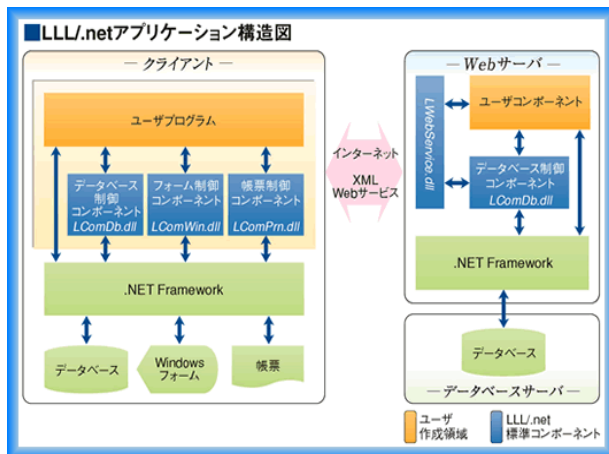 ■LLL/.netアプリケーション構造図
― クライアント ―
ユーザプログラム
データベース
制御
コンポーネント
LComDb.dll
フォーム制御
コンポーネント
LComWin.dll
帳票制御
コンポーネント
LComPrn.dll
.NET Framework
データベース
Windows
フォーム
帳票
インターネット
XML
Webサービス
― Webサーバ ―
LWebService.dll
ユーザコンポーネント
データベース制御
コンポーネント
LComDb.dll
.NET Framework
データベース
―データベースサーバ―
ユーザ
作成領域
LLL/.net
標準コンポーネント